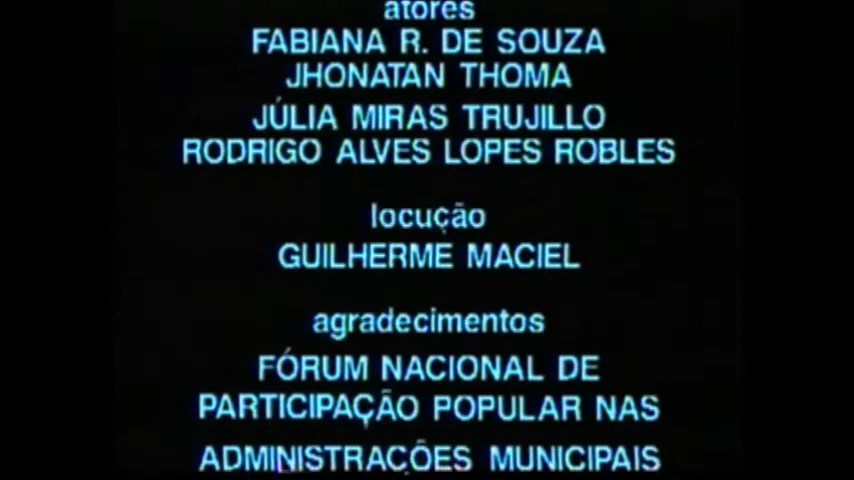 atores
FABIANA R. DE SOUZA
JHONATAN THOMA
JÚLIA MIRAS TRUJILLO
RODRIGO ALVES LOPES ROBLES
locução
GUILHERME MACIEL
agradecimentos
FÓRUM NACIONAL DE
PARTICIPAÇÃO POPULAR NAS
ADMINISTRAÇÕES MUNICIPAIS